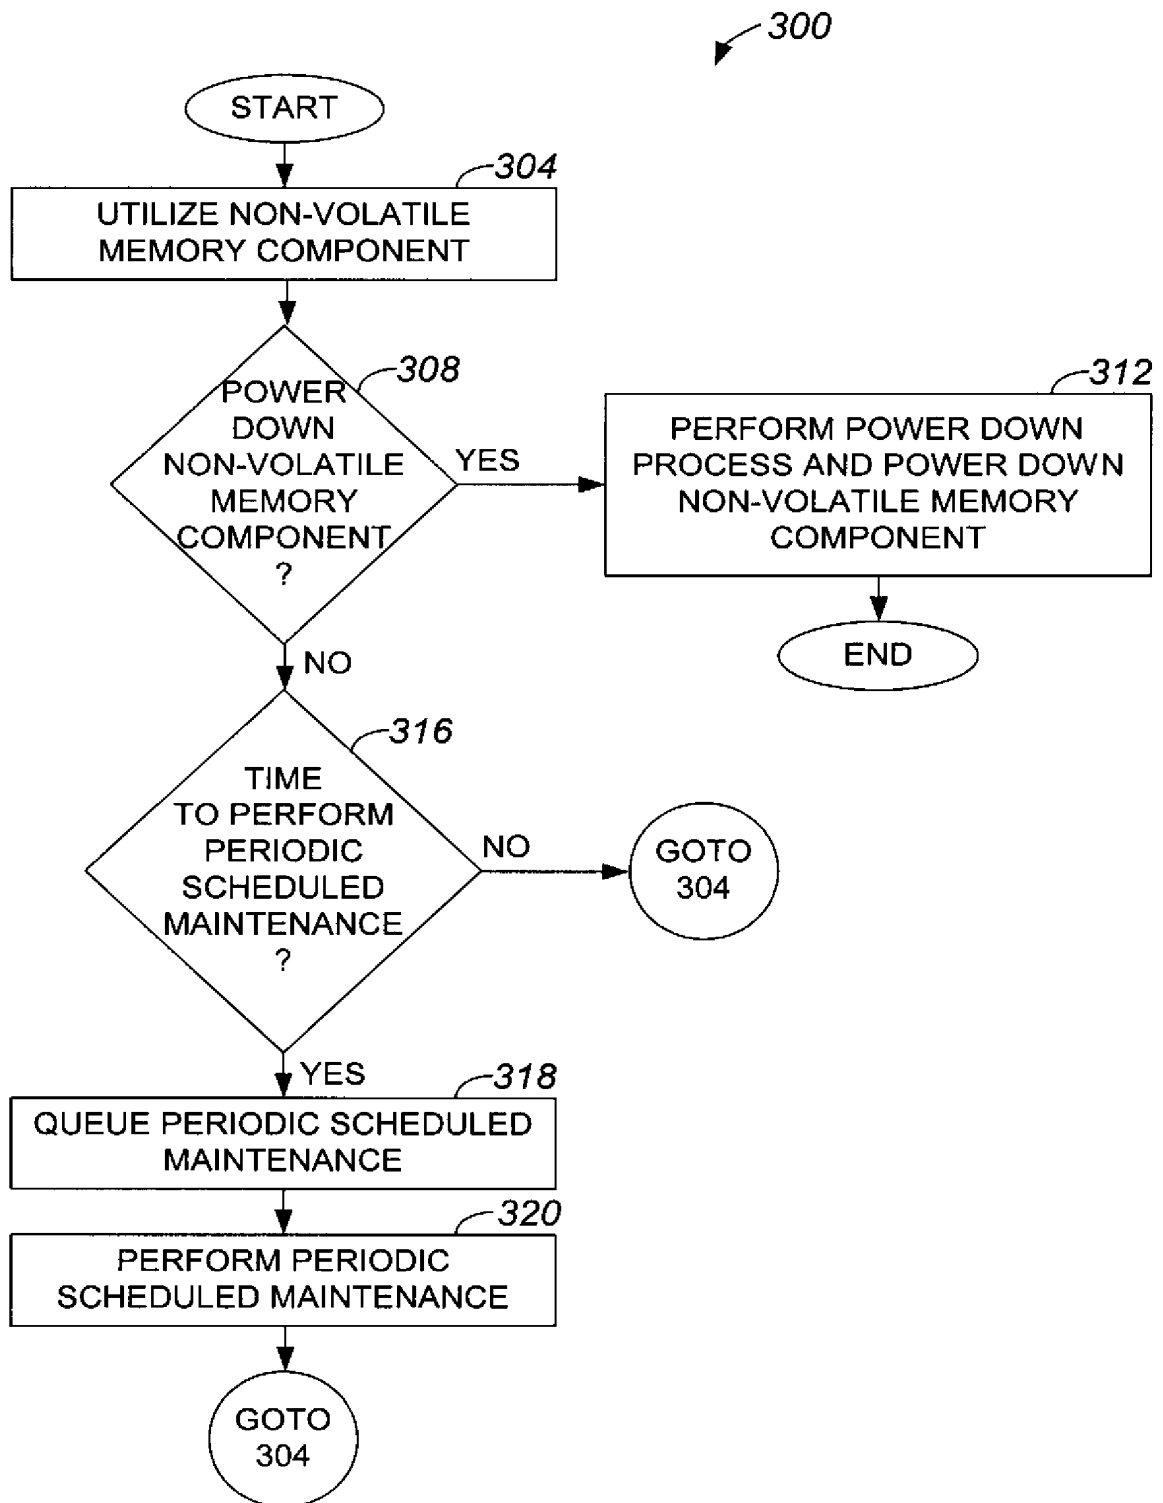 300
START
304
UTILIZE NON-VOLATILE
MEMORY COMPONENT
308
POWER
DOWN
NON-VOLATILE
MEMORY
COMPONENT
?
YES
312
PERFORM POWER DOWN
PROCESS AND POWER DOWN
NON-VOLATILE MEMORY
COMPONENT
END
NO
316
TIME
TO PERFORM
PERIODIC
SCHEDULED
MAINTENANCE
?
NO
GOTO
304
YES
318
QUEUE PERIODIC SCHEDULED
MAINTENANCE
320
PERFORM PERIODIC
SCHEDULED MAINTENANCE
GOTO
304